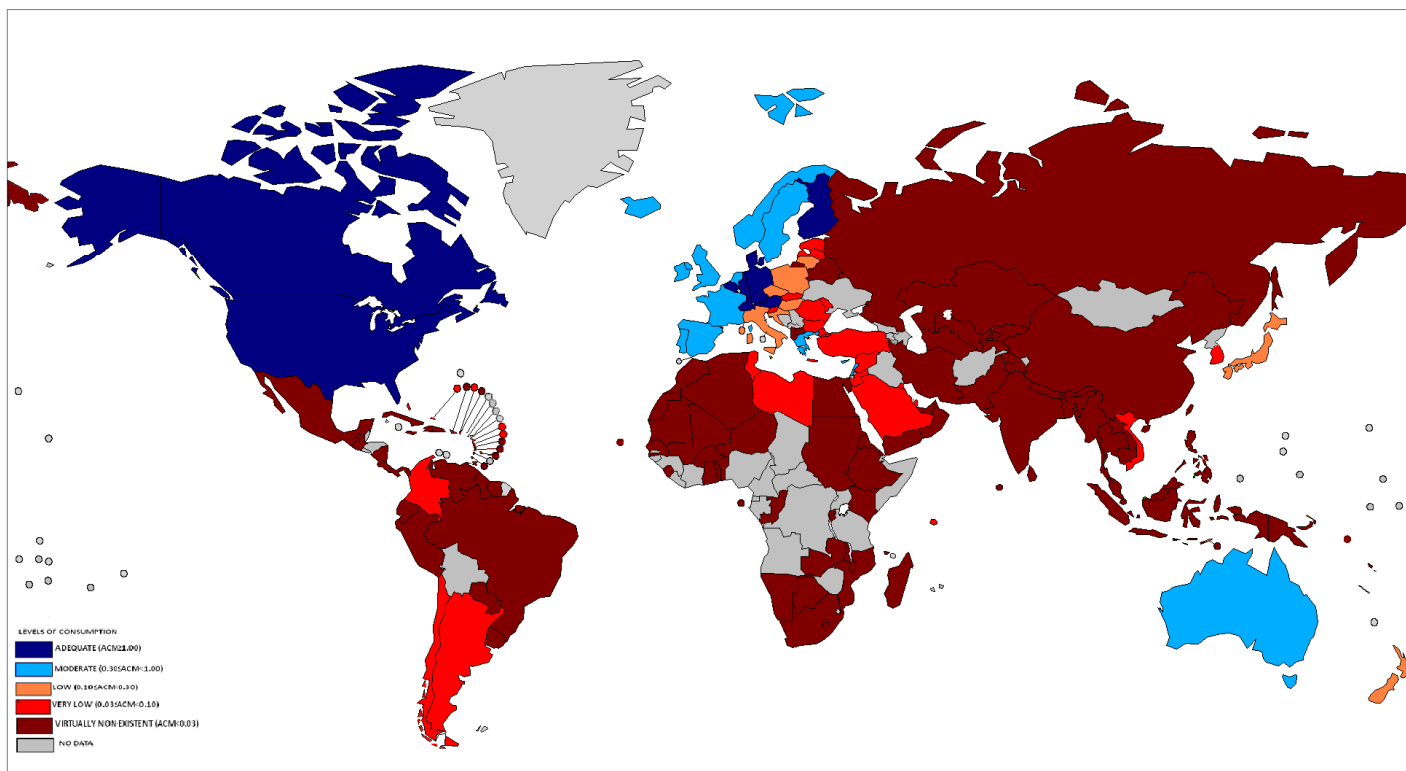 LEVELS OF CONSUMPTION
ADEQUATE (ACM≥1.00)
MODERATE (0.30≤ACM<1.00)
LOW (0.10≤ACM<0.30)
VERY LOW (0.03≤ACM<0.10)
VIRTUALLY NON-EXISTENT (ACM<0.03)
NO DATA